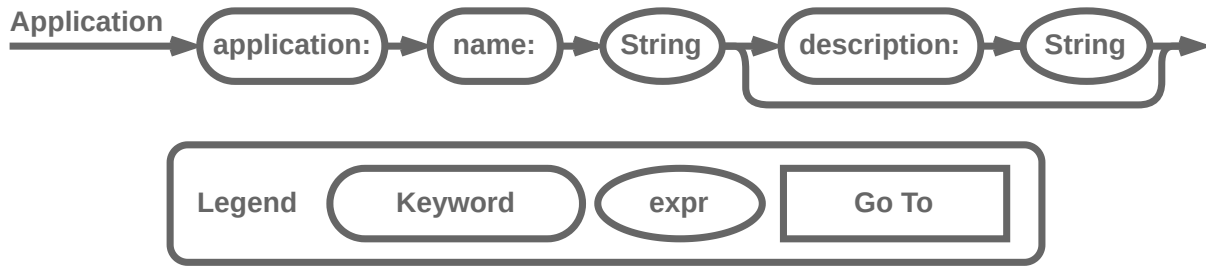 Application
application: name: String description: String
Legend Keyword expr Go To